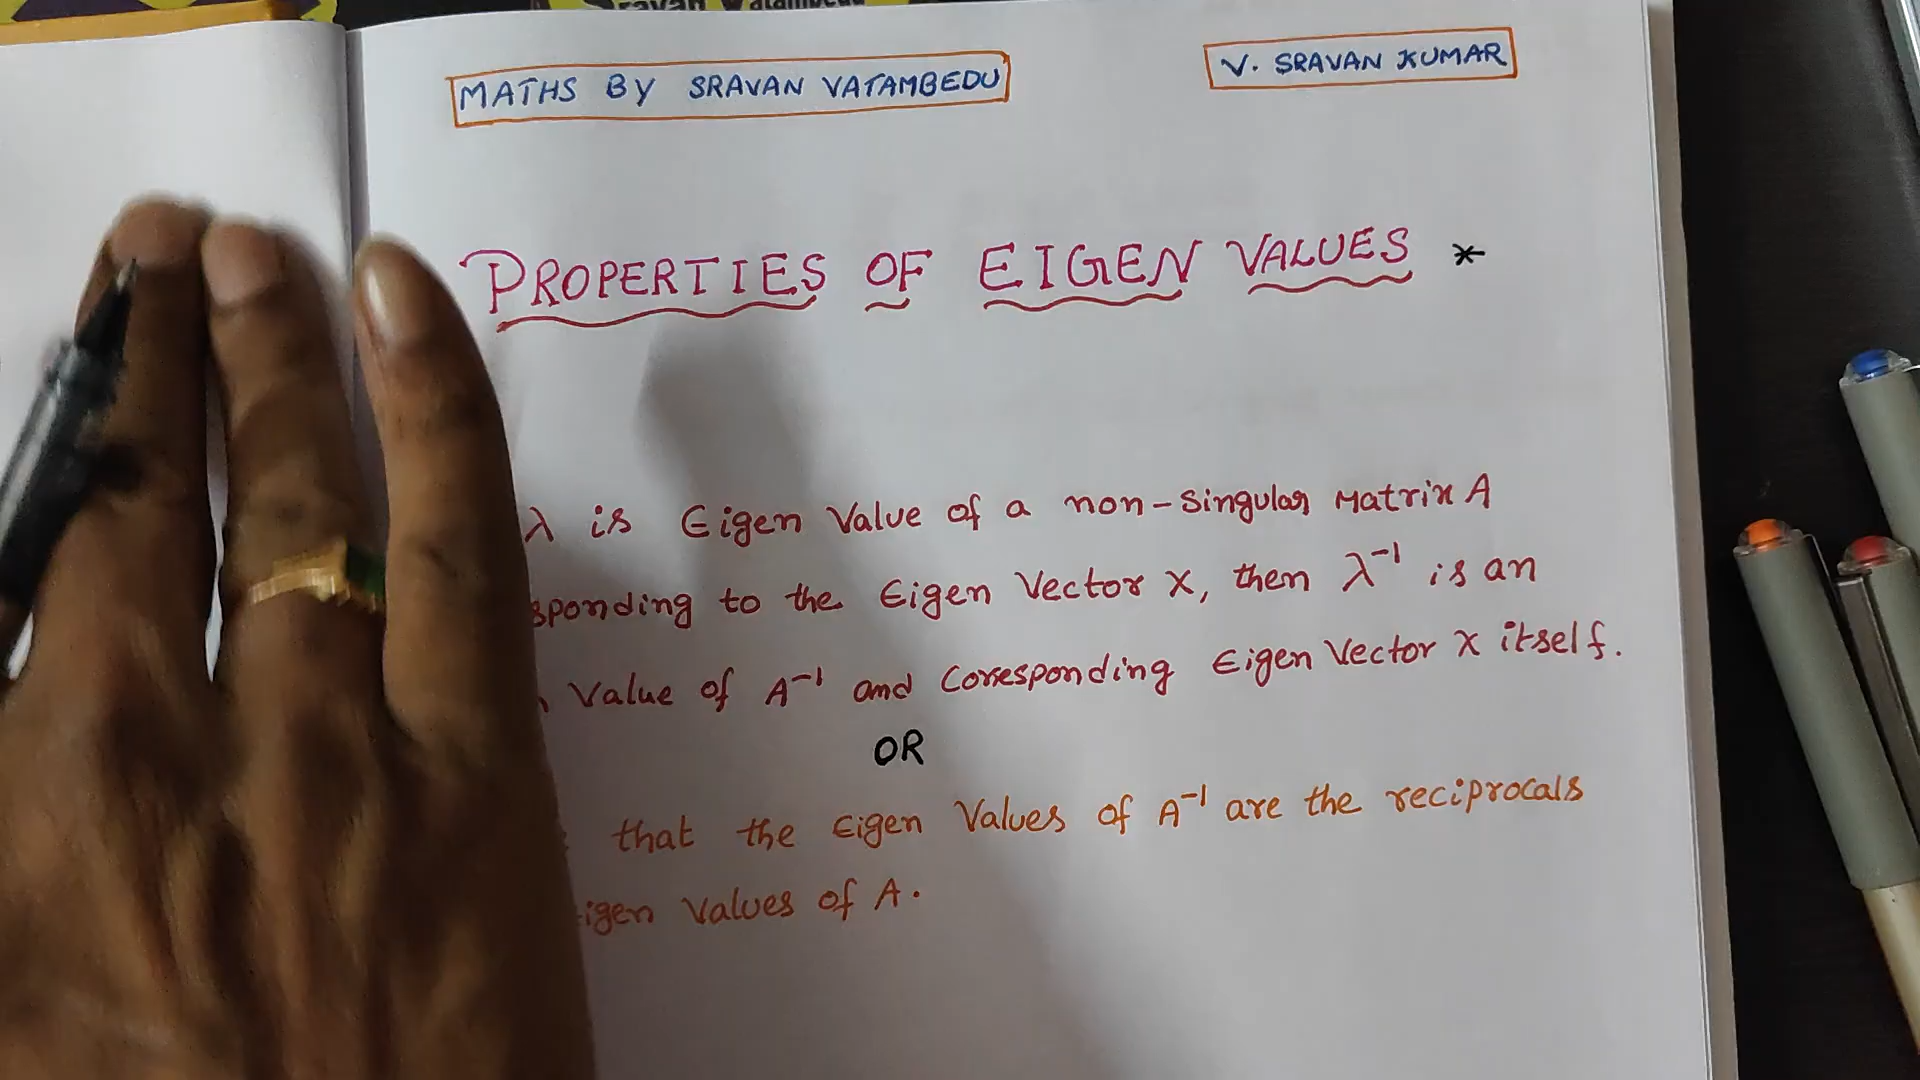 MATHS BY SRAVAN VATAMBEDU
V. SRAVAN KUMAR
PROPERTIES OF EIGEN VALUES *
λ is Eigen Value of a non-singular Matrix A
sponding to the Eigen Vector X, then λ⁻¹ is an
Value of A⁻¹ and Corresponding Eigen Vector X itself.
OR
that the Eigen Values of A⁻¹ are the reciprocals
igen Values of A.